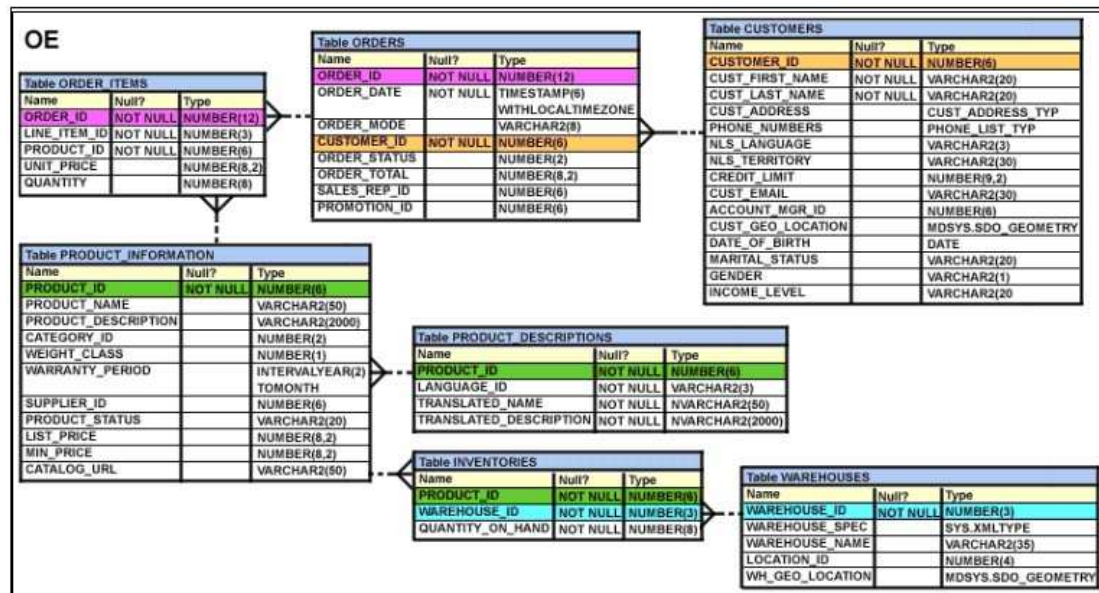 OE
Table ORDER_ITEMS
Name Null? Type
ORDER_ID NOT NULL NUMBER(12)
LINE_ITEM_ID NOT NULL NUMBER(3)
PRODUCT_ID NOT NULL NUMBER(6)
UNIT_PRICE NUMBER(8,2)
QUANTITY NUMBER(8)
Table ORDERS
Name Null? Type
ORDER_ID NOT NULL NUMBER(12)
ORDER_DATE NOT NULL TIMESTAMP(6)
WITHLOCALTIMEZONE
ORDER_MODE VARCHAR2(8)
CUSTOMER_ID NOT NULL NUMBER(6)
ORDER_STATUS NUMBER(2)
ORDER_TOTAL NUMBER(8,2)
SALES_REP_ID NUMBER(6)
PROMOTION_ID NUMBER(6)
Table CUSTOMERS
Name Null? Type
CUSTOMER_ID NOT NULL NUMBER(6)
CUST_FIRST_NAME NOT NULL VARCHAR2(20)
CUST_LAST_NAME NOT NULL VARCHAR2(20)
CUST_ADDRESS CUST_ADDRESS_TYP
PHONE_NUMBERS PHONE_LIST_TYP
NLS_LANGUAGE VARCHAR2(3)
NLS_TERRITORY VARCHAR2(30)
CREDIT_LIMIT NUMBER(9,2)
CUST_EMAIL VARCHAR2(30)
ACCOUNT_MGR_ID NUMBER(6)
CUST_GEO_LOCATION MDSYS.SDO_GEOMETRY
DATE_OF_BIRTH DATE
MARITAL_STATUS VARCHAR2(20)
GENDER VARCHAR2(1)
INCOME_LEVEL VARCHAR2(20
Table PRODUCT_INFORMATION
Name Null? Type
PRODUCT_ID NOT NULL NUMBER(6)
PRODUCT_NAME VARCHAR2(50)
PRODUCT_DESCRIPTION VARCHAR2(2000)
CATEGORY_ID NUMBER(2)
WEIGHT_CLASS NUMBER(1)
WARRANTY_PERIOD INTERVALYEAR(2)
TOMONTH
SUPPLIER_ID NUMBER(6)
PRODUCT_STATUS VARCHAR2(20)
LIST_PRICE NUMBER(8,2)
MIN_PRICE NUMBER(8,2)
CATALOG_URL VARCHAR2(50)
Table PRODUCT_DESCRIPTIONS
Name Null? Type
PRODUCT_ID NOT NULL NUMBER(6)
LANGUAGE_ID NOT NULL VARCHAR2(3)
TRANSLATED_NAME NOT NULL NVARCHAR2(50)
TRANSLATED_DESCRIPTION NOT NULL NVARCHAR2(2000)
Table INVENTORIES
Name Null? Type
PRODUCT_ID NOT NULL NUMBER(6)
WAREHOUSE_ID NOT NULL NUMBER(3)
QUANTITY_ON_HAND NOT NULL NUMBER(8)
Table WAREHOUSES
Name Null? Type
WAREHOUSE_ID NOT NULL NUMBER(3)
WAREHOUSE_SPEC SYS.XMLTYPE
WAREHOUSE_NAME VARCHAR2(35)
LOCATION_ID NUMBER(4)
WH_GEO_LOCATION MDSYS.SDO_GEOMETRY